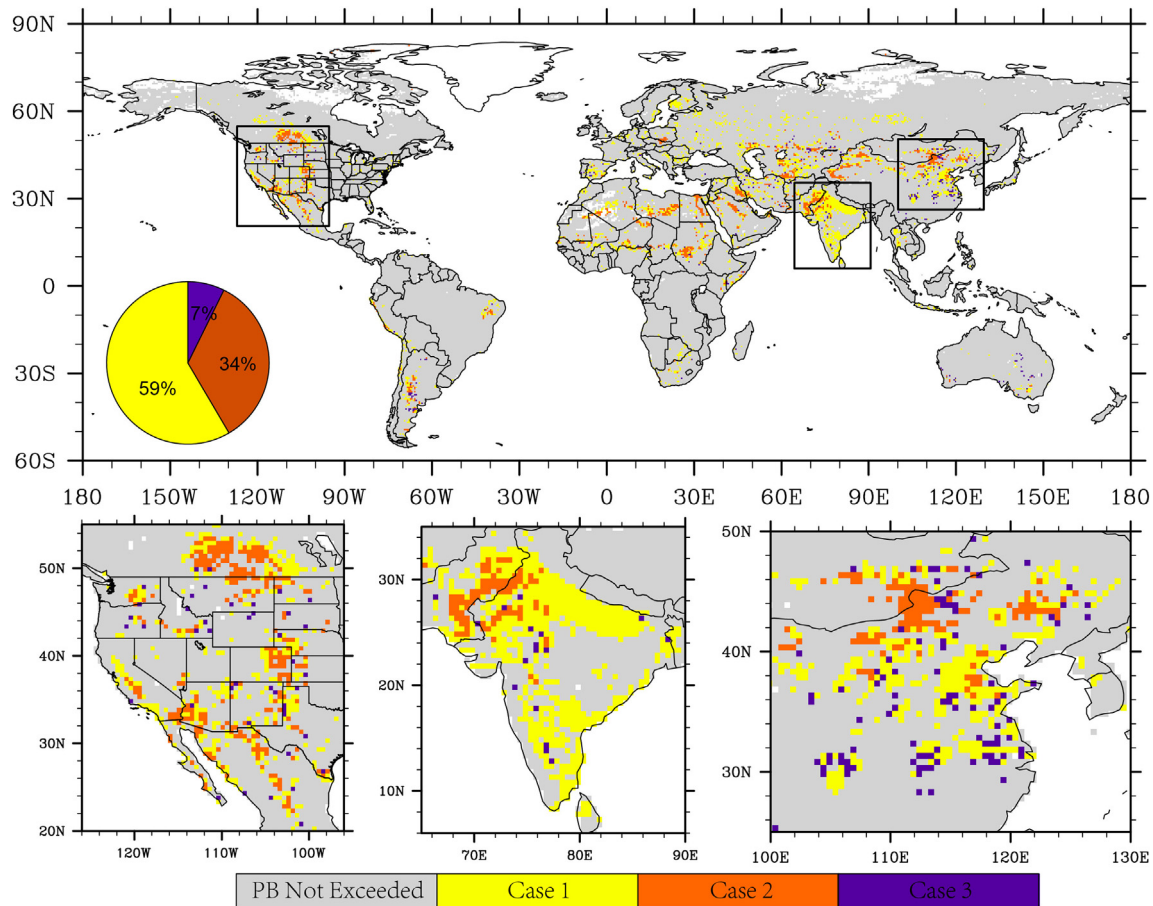 90N
60N
30N
0
30S
60S
7%
34%
59%
180 150W 120W 90W 60W 30W 0 30E 60E 90E 120E 150E 180
50N
40N
30N
20N
120W 110W 100W
30N
20N
10N
70E 80E 90E
50N
40N
30N
100E 110E 120E 130E
PB Not Exceeded Case 1 Case 2 Case 3